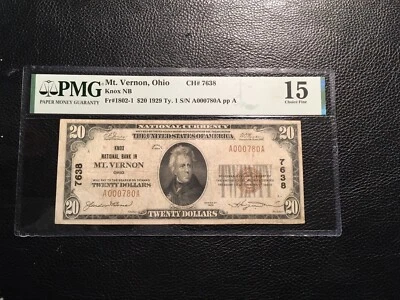 Mt. Vernon, Ohio CH# 7638
Knox NB
Fr#1802-1 $20 1929 Ty. 1 S/N A000780A pp A
PMG
PAPER MONEY GUARANTY
15
Choice Fine
NATIONAL CURRENCY
THE UNITED STATES OF AMERICA
20
20
KNOX
NATIONAL BANK IN
MT. VERNON
OHIO
TWENTY DOLLARS
A000780A
A000780A
7638
7638
20
TWENTY DOLLARS
20